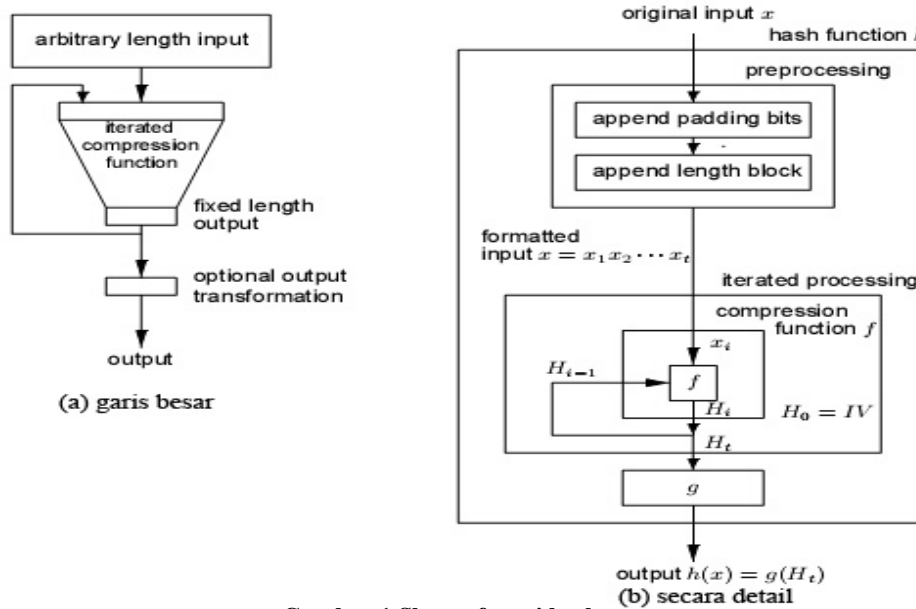 arbitrary length input
iterated
compression
function
fixed length
output
optional output
transformation
output
(a) garis besar
original input x
hash function
preprocessing
append padding bits
append length block
formatted
input x = x₁x₂⋯xₜ
iterated processing
compression
function f
xᵢ
Hᵢ₋₁
f
Hᵢ
H₀ = IV
Hₜ
g
output h(x) = g(Hₜ)
(b) secara detail